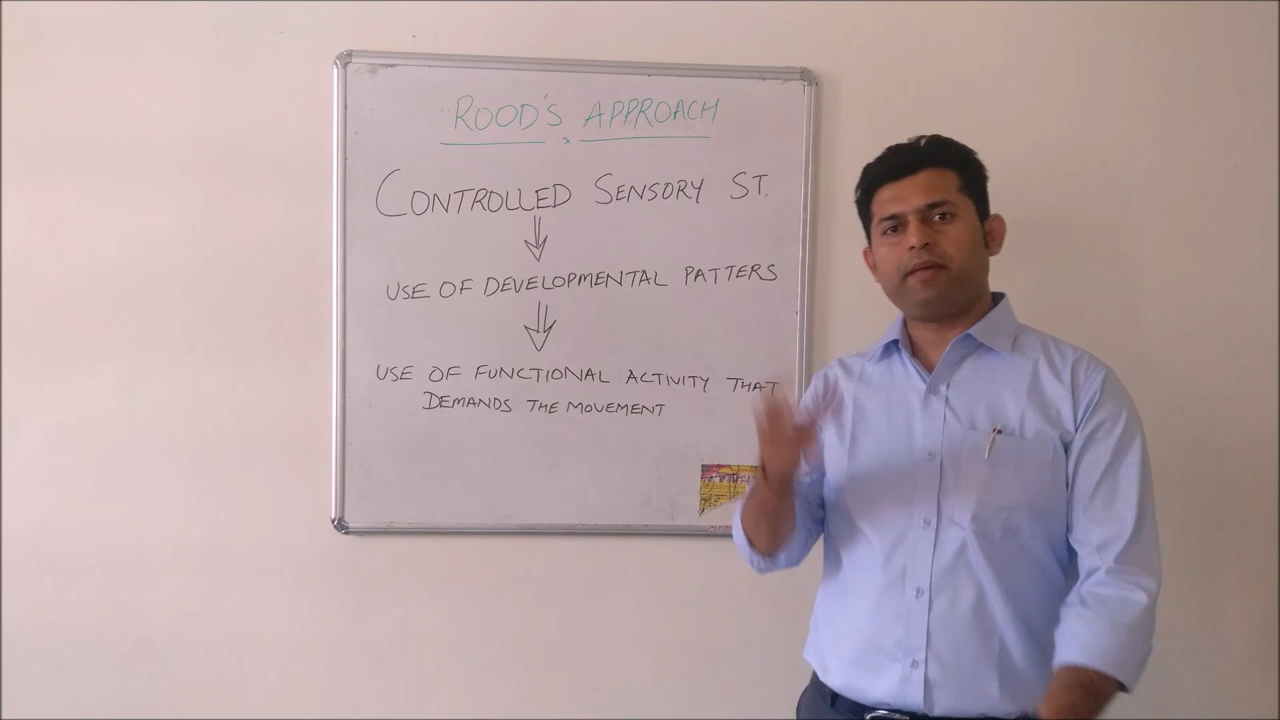 ROOD'S APPROACH
CONTROLLED SENSORY ST.
USE OF DEVELOPMENTAL PATTERS
USE OF FUNCTIONAL ACTIVITY THAT
DEMANDS THE MOVEMENT